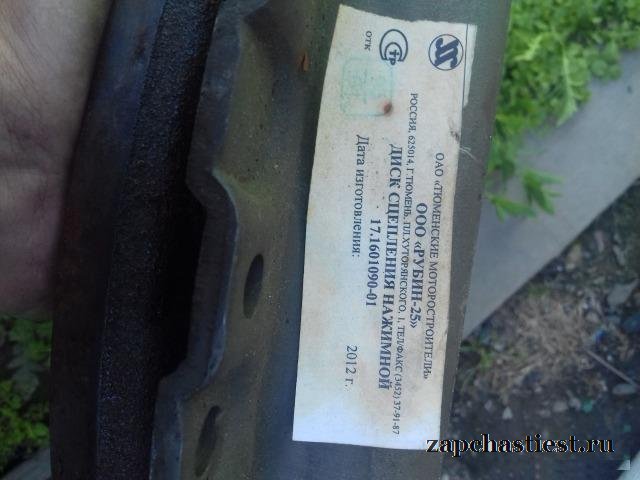 ОАО «ТЮМЕНСКИЕ МОТОРОСТРОИТЕЛИ»
ООО «РУБИН-25»
РОССИЯ, 625014, Г.ТЮМЕНЬ, ПЛ.ХУТОРЯНСКОГО, 1, ТЕЛ/ФАКС (3452) 37-91-87
ДИСК СЦЕПЛЕНИЯ НАЖИМНОЙ
17.1601090-01
Дата изготовления: 2012 г.
ОТК
zapchastiest.ru